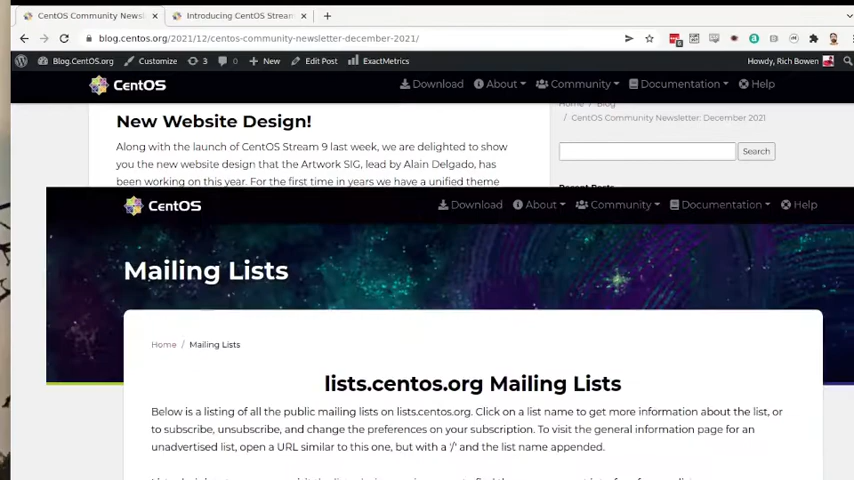 CentOS Community Newsl
Introducing CentOS Stream
blog.centos.org/2021/12/centos-community-newsletter-december-2021/
Blog.CentOS.org Customize 3 0 New Edit Post ExactMetrics Howdy, Rich Bowen
CentOS Download About Community Documentation Help
Home / Blog
/ CentOS Community Newsletter: December 2021
New Website Design!
Search
Along with the launch of CentOS Stream 9 last week, we are delighted to show
you the new website design that the Artwork SIG, lead by Alain Delgado, has
been working on this year. For the first time in years we have a unified theme
Recent Posts
CentOS Download About Community Documentation Help
Mailing Lists
Home / Mailing Lists
lists.centos.org Mailing Lists
Below is a listing of all the public mailing lists on lists.centos.org. Click on a list name to get more information about the list, or
to subscribe, unsubscribe, and change the preferences on your subscription. To visit the general information page for an
unadvertised list, open a URL similar to this one, but with a '/' and the list name appended.